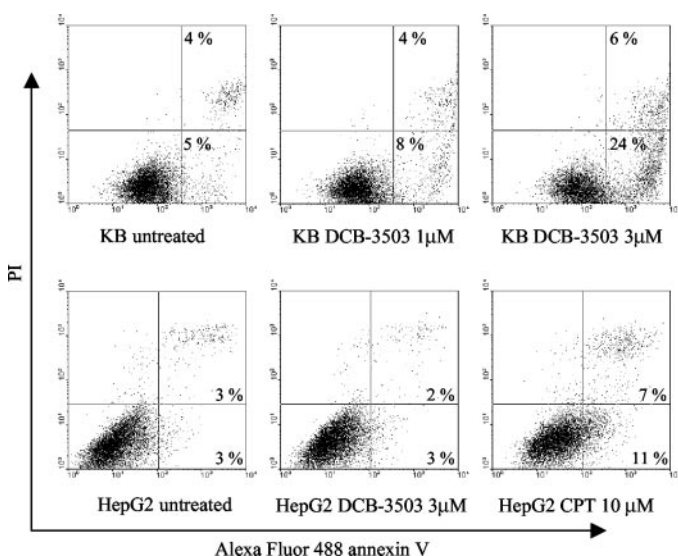 4 %
5 %
KB untreated
4 %
8 %
KB DCB-3503 1μM
6 %
24 %
KB DCB-3503 3μM
PI
3 %
3 %
HepG2 untreated
2 %
3 %
HepG2 DCB-3503 3μM
7 %
11 %
HepG2 CPT 10 μM
Alexa Fluor 488 annexin V